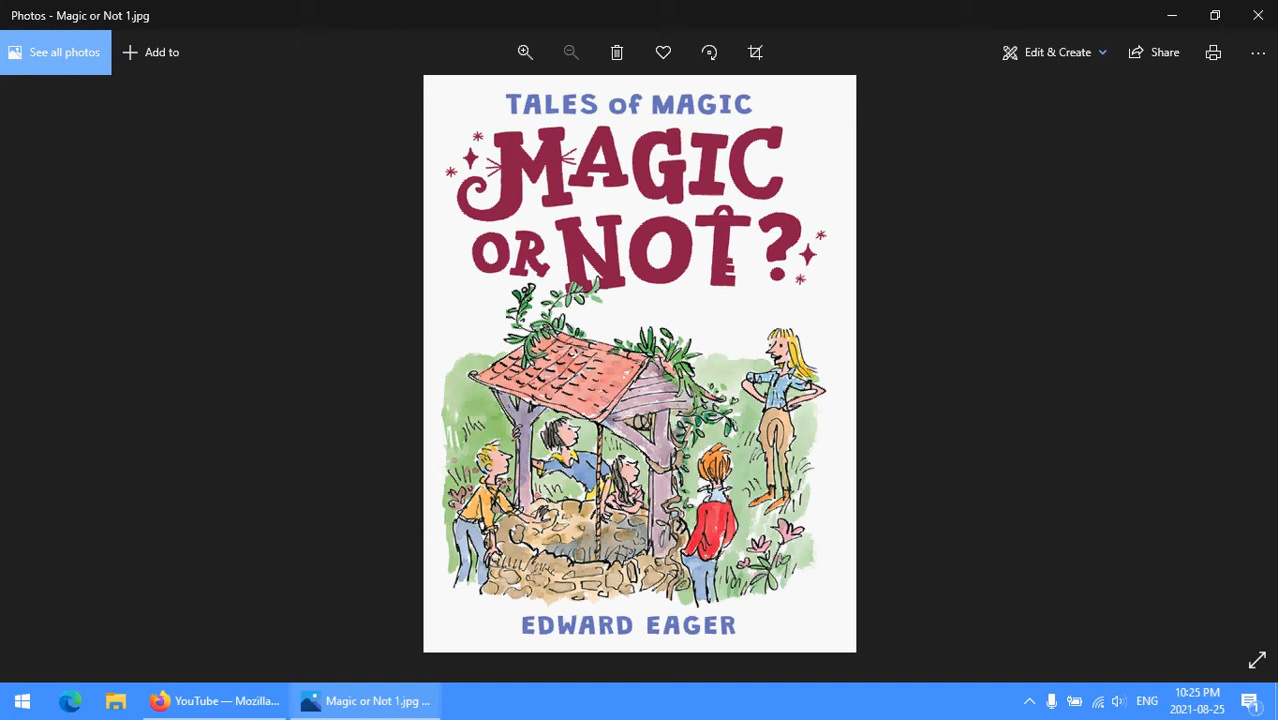 Photos - Magic or Not 1.jpg
See all photos
Add to
Edit & Create
Share
TALES of MAGIC
MAGIC
OR NOT?
EDWARD EAGER
YouTube — Mozilla...
Magic or Not 1.jpg ...
ENG
10:25 PM
2021-08-25
1